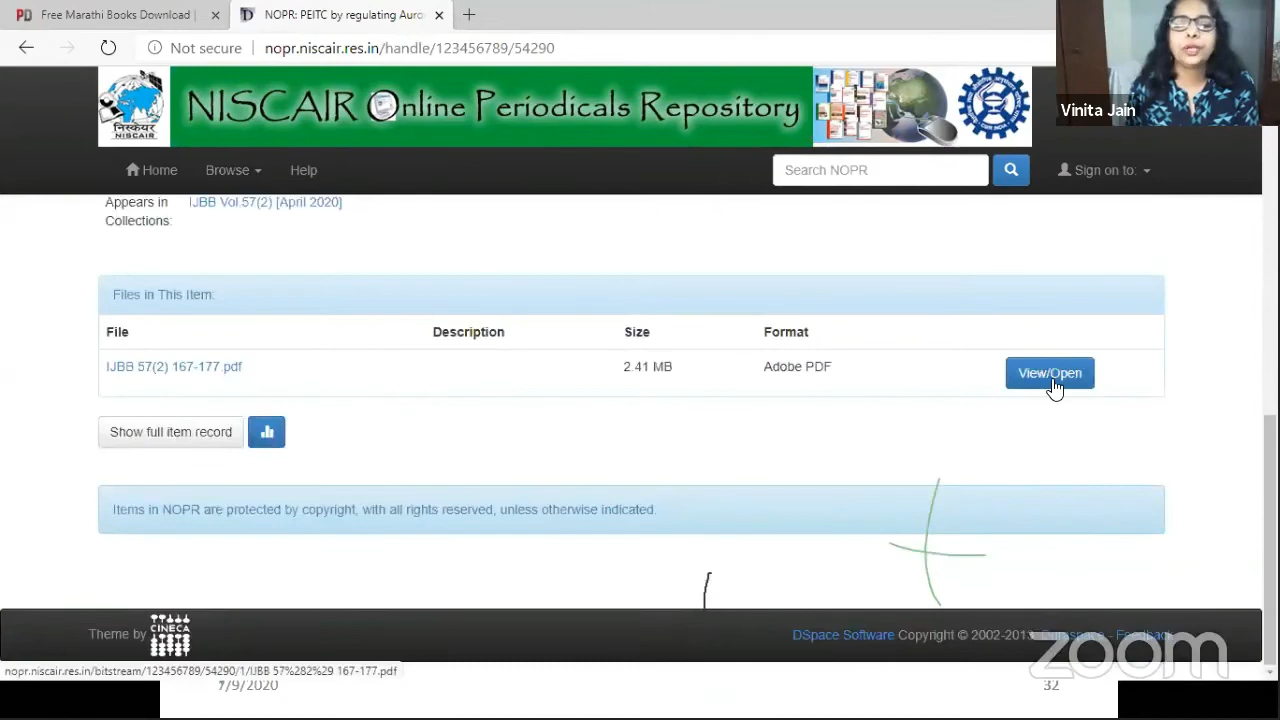 Free Marathi Books Download |
NOPR: PEITC by regulating Auro
Not secure
nopr.niscair.res.in/handle/123456789/54290
Vinita Jain
निस्केयर
NISCAIR
NISCAIR Online Periodicals Repository
Home
Browse
Help
Search NOPR
Sign on to:
Appears in Collections:
IJBB Vol.57(2) [April 2020]
Files in This Item:
File Description Size Format
IJBB 57(2) 167-177.pdf 2.41 MB Adobe PDF View/Open
Show full item record
Items in NOPR are protected by copyright, with all rights reserved, unless otherwise indicated.
Theme by CINECA
DSpace Software Copyright © 2002-2013 Duraspace - Feedback
zoom
nopr.niscair.res.in/bitstream/123456789/54290/1/IJBB 57%282%29 167-177.pdf
7/9/2020
32